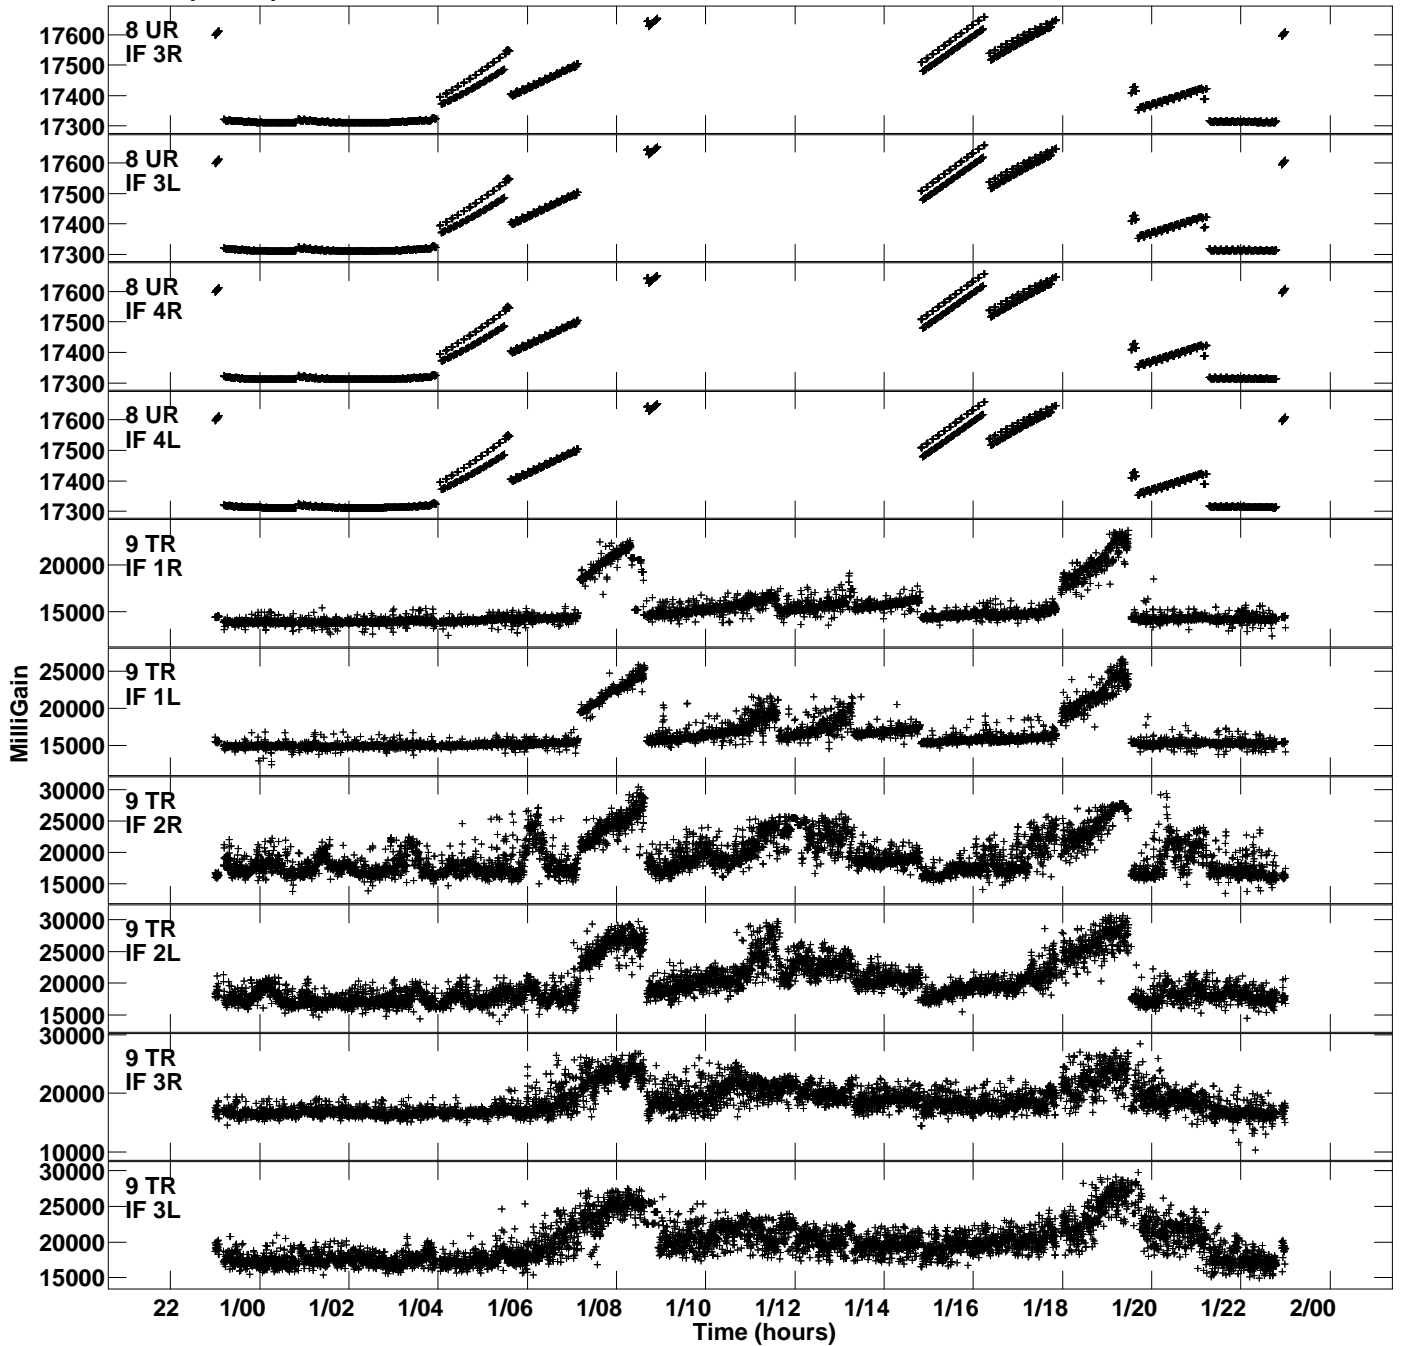 17600
17500
17400
17300
8 UR
IF 3R
17600
17500
17400
17300
8 UR
IF 3L
17600
17500
17400
17300
8 UR
IF 4R
17600
17500
17400
17300
8 UR
IF 4L
20000
15000
9 TR
IF 1R
25000
20000
15000
9 TR
IF 1L
30000
25000
20000
15000
9 TR
IF 2R
30000
25000
20000
15000
9 TR
IF 2L
30000
20000
10000
9 TR
IF 3R
30000
25000
20000
15000
9 TR
IF 3L
MilliGain
22 1/00 1/02 1/04 1/06 1/08 1/10 1/12 1/14 1/16 1/18 1/20 1/22 2/00
Time (hours)